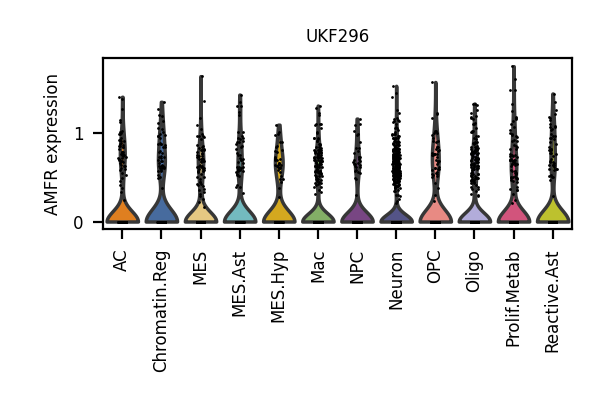 UKF296
AMFR expression
1
0
AC
Chromatin.Reg
MES
MES.Ast
MES.Hyp
Mac
NPC
Neuron
OPC
Oligo
Prolif.Metab
Reactive.Ast